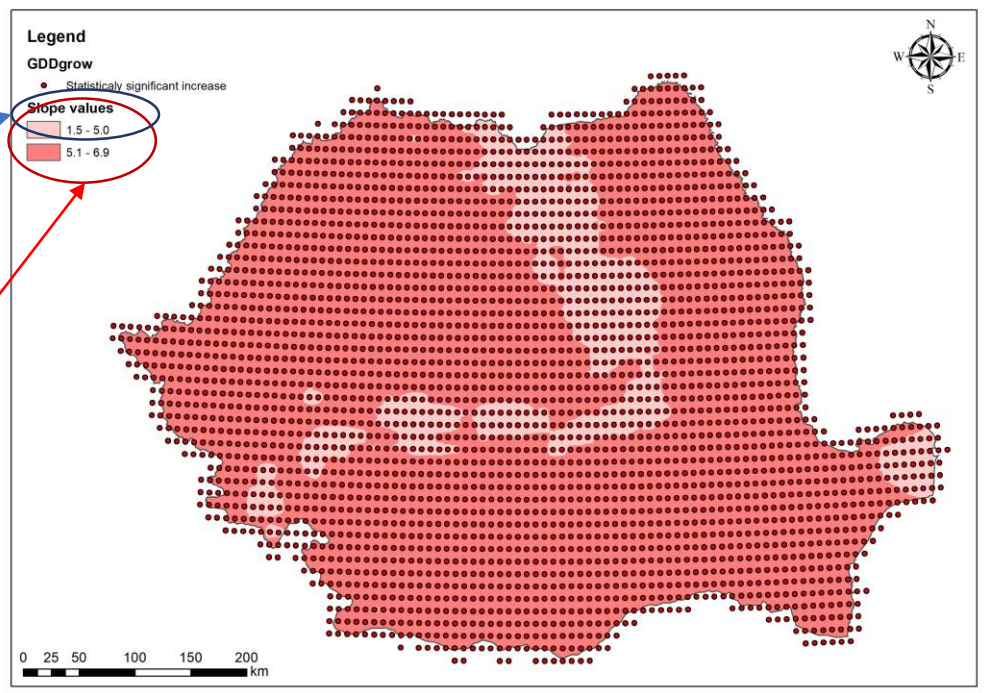 Legend
GDDgrow
Statisticaly significant increase
Slope values
1.5 - 5.0
5.1 - 6.9
N
W E
S
0 25 50 100 150 200
km